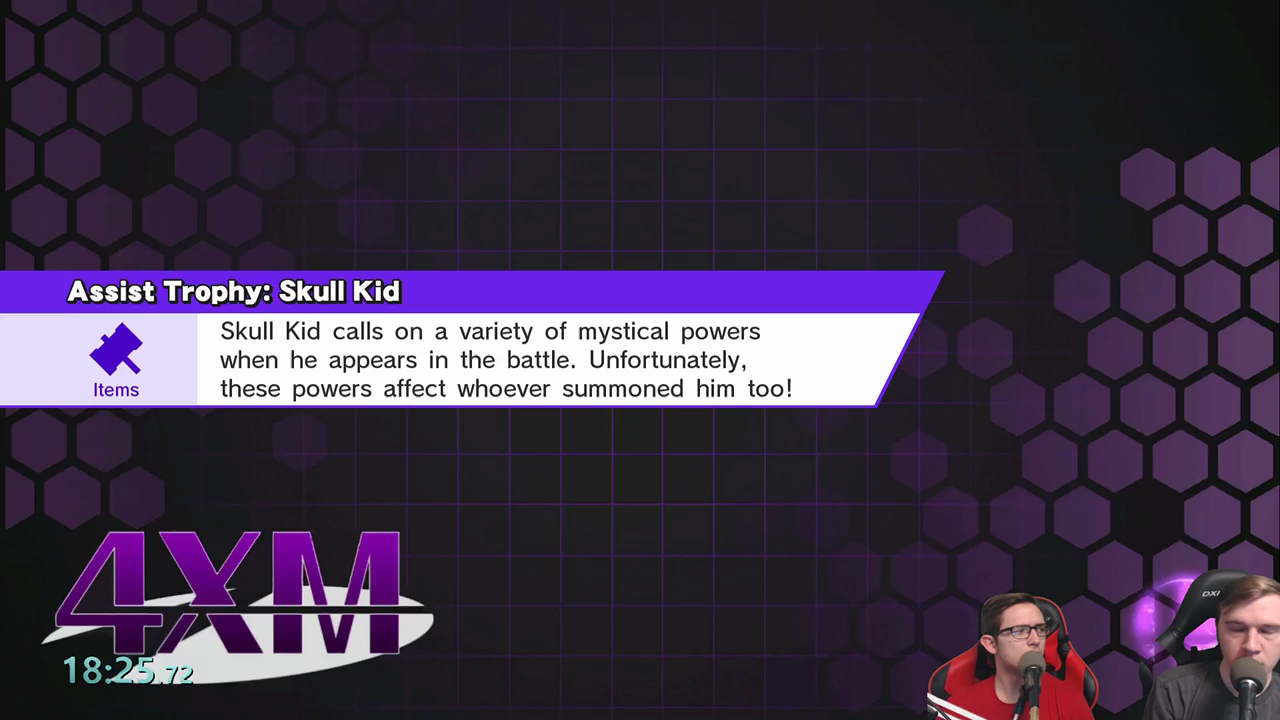 Assist Trophy: Skull Kid
Skull Kid calls on a variety of mystical powers
when he appears in the battle. Unfortunately,
these powers affect whoever summoned him too!
Items
4XM
18:25.72